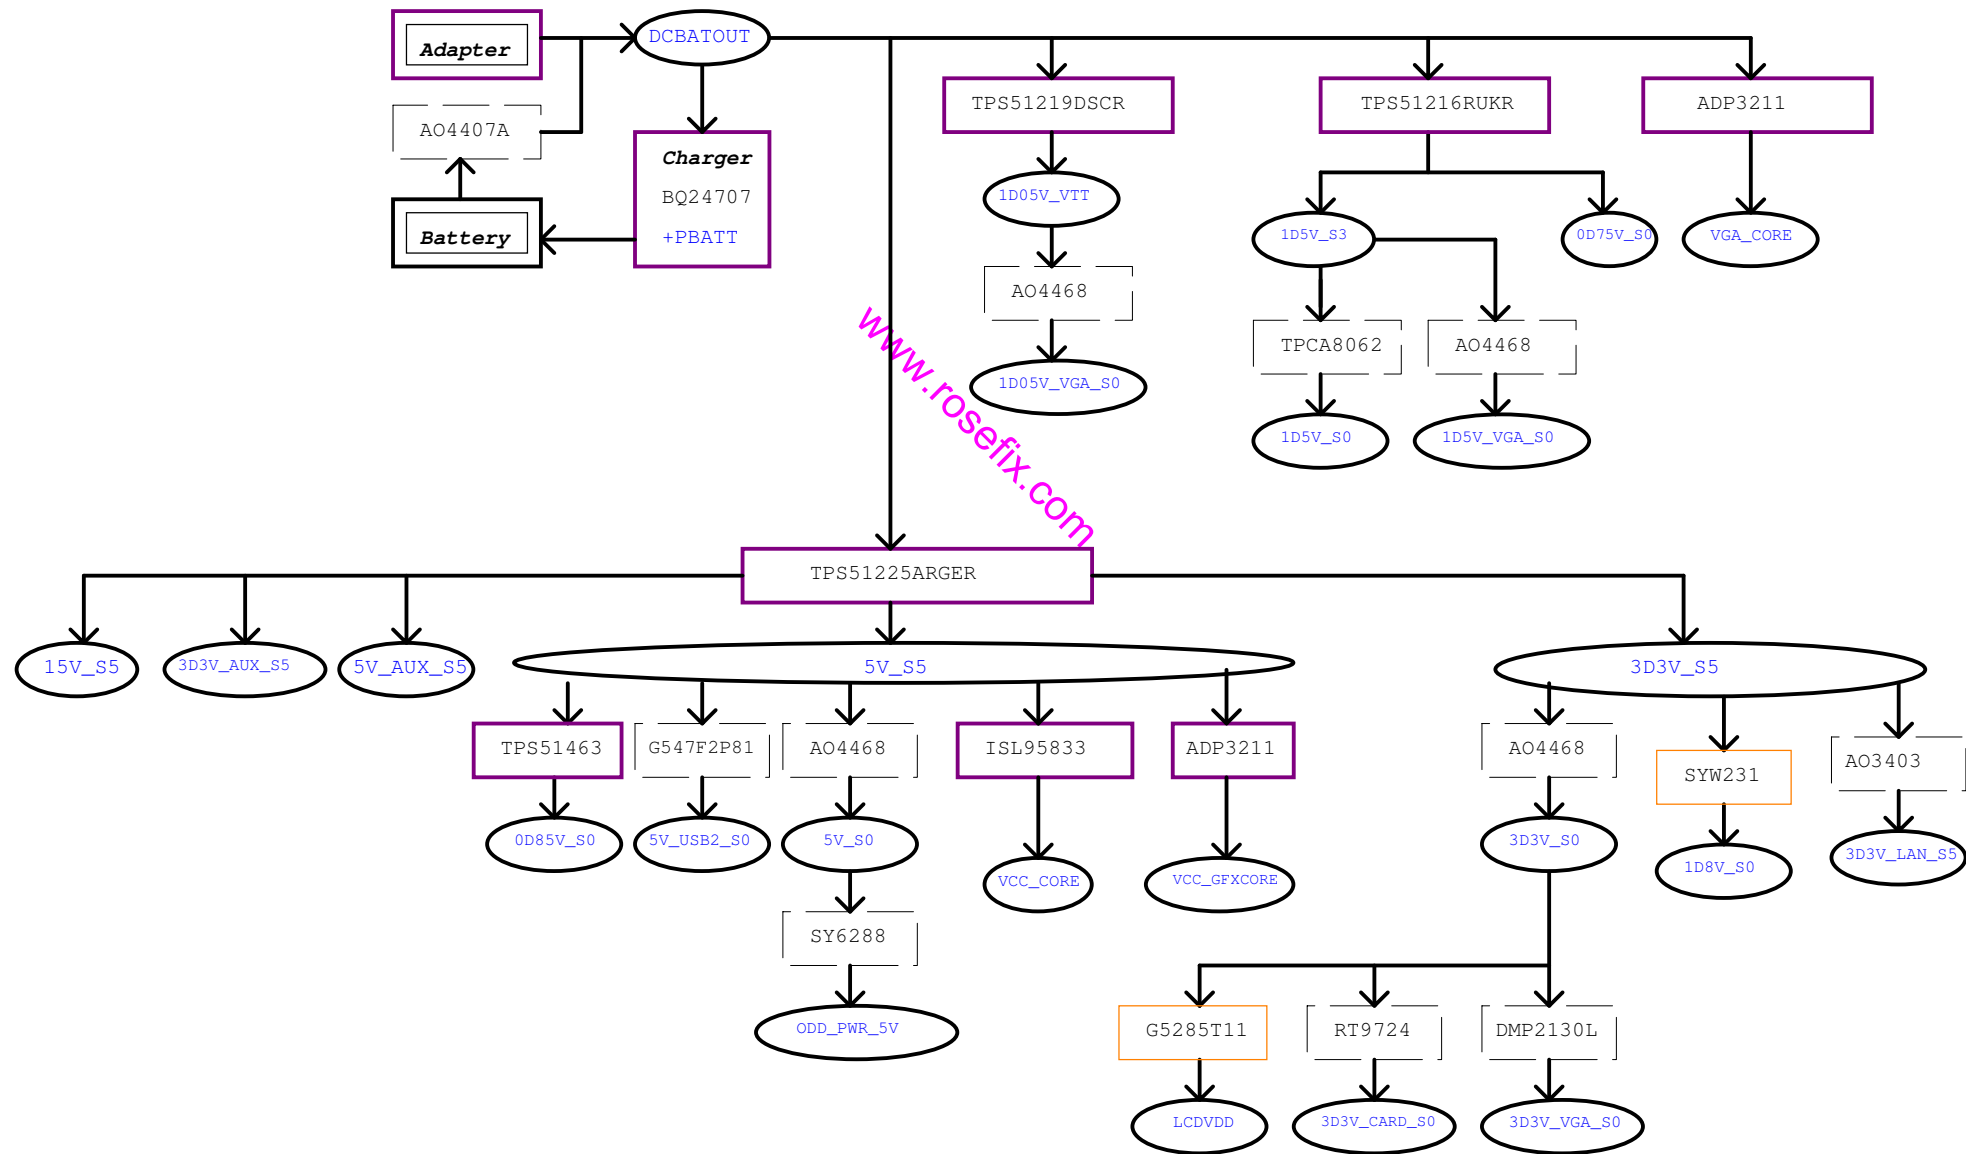 Adapter
DCBATOUT
AO4407A
Battery
Charger
BQ24707
+PBATT
TPS51219DSCR
TPS51216RUKR
ADP3211
1D05V_VTT
1D5V_S3
0D75V_S0
VGA_CORE
AO4468
TPCA8062
AO4468
1D05V_VGA_S0
1D5V_S0
1D5V_VGA_S0
www.rosefix.com
TPS51225ARGER
15V_S5
3D3V_AUX_S5
5V_AUX_S5
5V_S5
3D3V_S5
TPS51463
G547F2P81
AO4468
ISL95833
ADP3211
AO4468
SYW231
AO3403
0D85V_S0
5V_USB2_S0
5V_S0
VCC_CORE
VCC_GFXCORE
3D3V_S0
1D8V_S0
3D3V_LAN_S5
SY6288
ODD_PWR_5V
G5285T11
RT9724
DMP2130L
LCDVDD
3D3V_CARD_S0
3D3V_VGA_S0